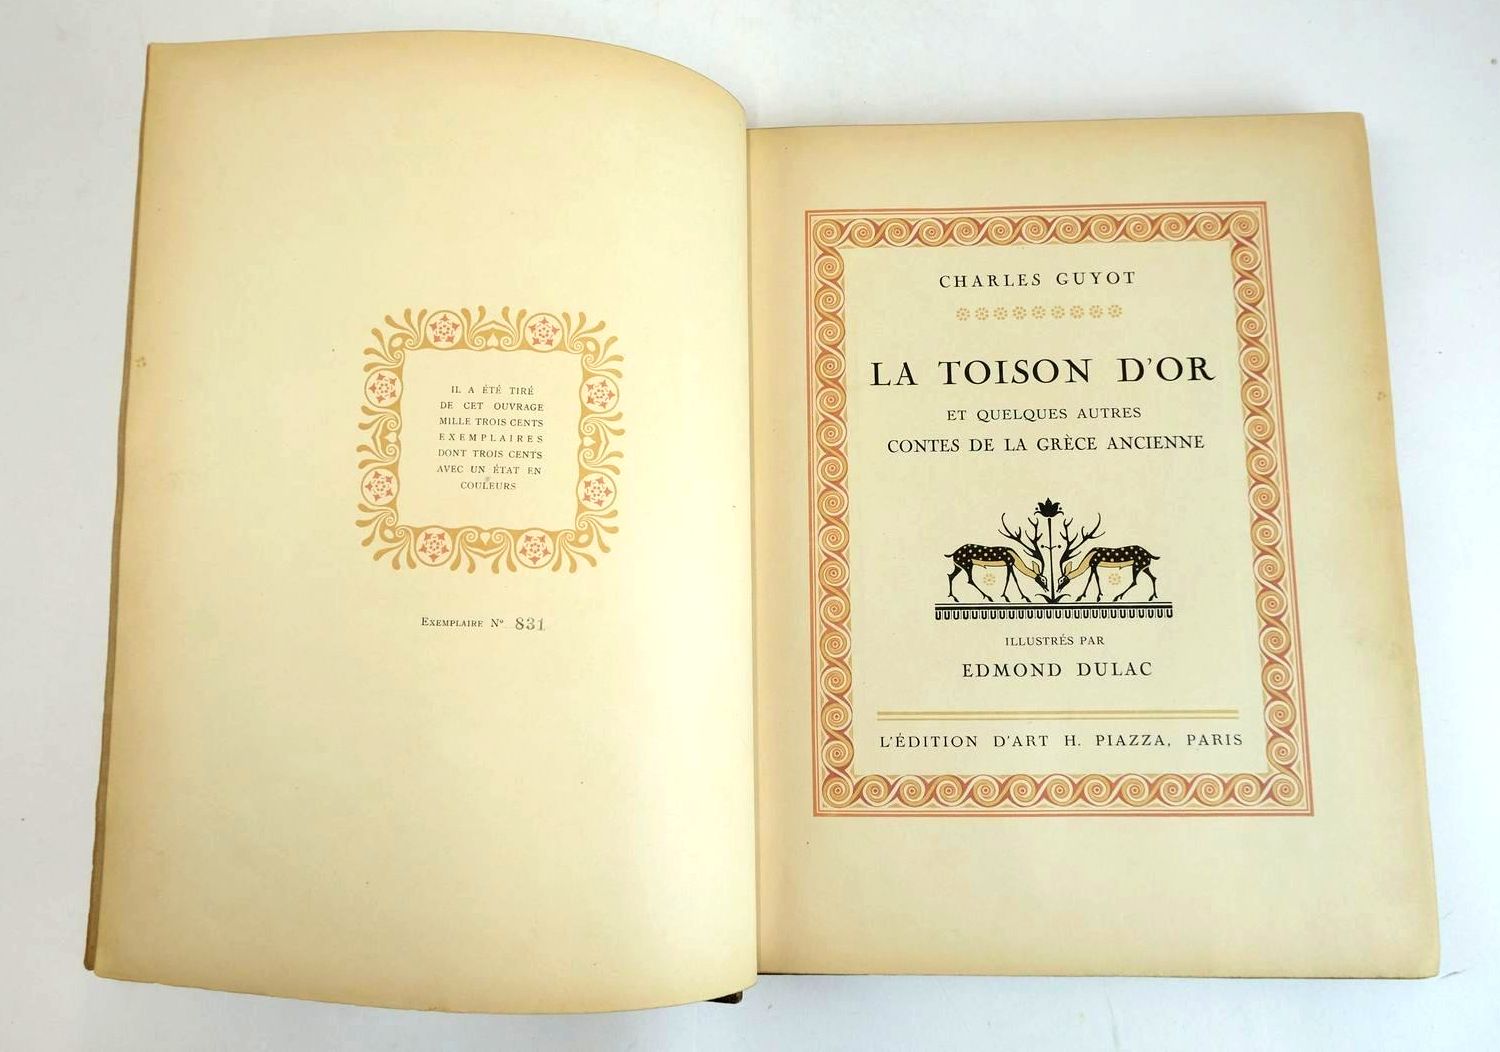 IL A ÉTÉ TIRÉ
DE CET OUVRAGE
MILLE TROIS CENTS
EXEMPLAIRES
DONT TROIS CENTS
AVEC UN ÉTAT EN
COULEURS
EXEMPLAIRE Nº 831
CHARLES GUYOT
LA TOISON D'OR
ET QUELQUES AUTRES
CONTES DE LA GRÈCE ANCIENNE
ILLUSTRÉS PAR
EDMOND DULAC
L'ÉDITION D'ART H. PIAZZA, PARIS